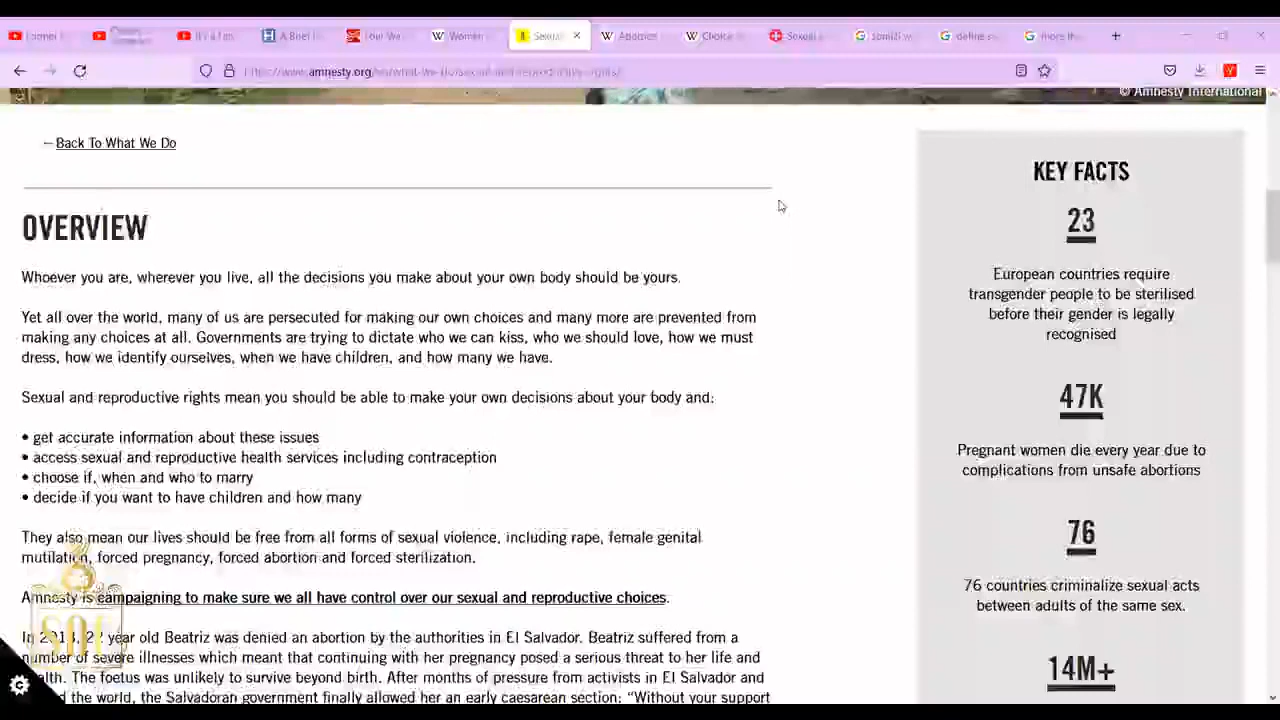 Women
Sexual
Choice
Sexual
define
more th
© Amnesty International
←Back To What We Do
OVERVIEW
Whoever you are, wherever you live, all the decisions you make about your own body should be yours.
Yet all over the world, many of us are persecuted for making our own choices and many more are prevented from
making any choices at all. Governments are trying to dictate who we can kiss, who we should love, how we must
dress, how we identify ourselves, when we have children, and how many we have.
Sexual and reproductive rights mean you should be able to make your own decisions about your body and:
• get accurate information about these issues
• access sexual and reproductive health services including contraception
• choose if, when and who to marry
• decide if you want to have children and how many
They also mean our lives should be free from all forms of sexual violence, including rape, female genital
mutilation, forced pregnancy, forced abortion and forced sterilization.
Amnesty is campaigning to make sure we all have control over our sexual and reproductive choices.
In year old Beatriz was denied an abortion by the authorities in El Salvador. Beatriz suffered from a
number of severe illnesses which meant that continuing with her pregnancy posed a serious threat to her life and
The foetus was unlikely to survive beyond birth. After months of pressure from activists in El Salvador and
the world, the Salvadoran government finally allowed her an early caesarean section: “Without your support
KEY FACTS
23
European countries require
transgender people to be sterilised
before their gender is legally
recognised
47K
Pregnant women die every year due to
complications from unsafe abortions
76
76 countries criminalize sexual acts
between adults of the same sex.
14M+